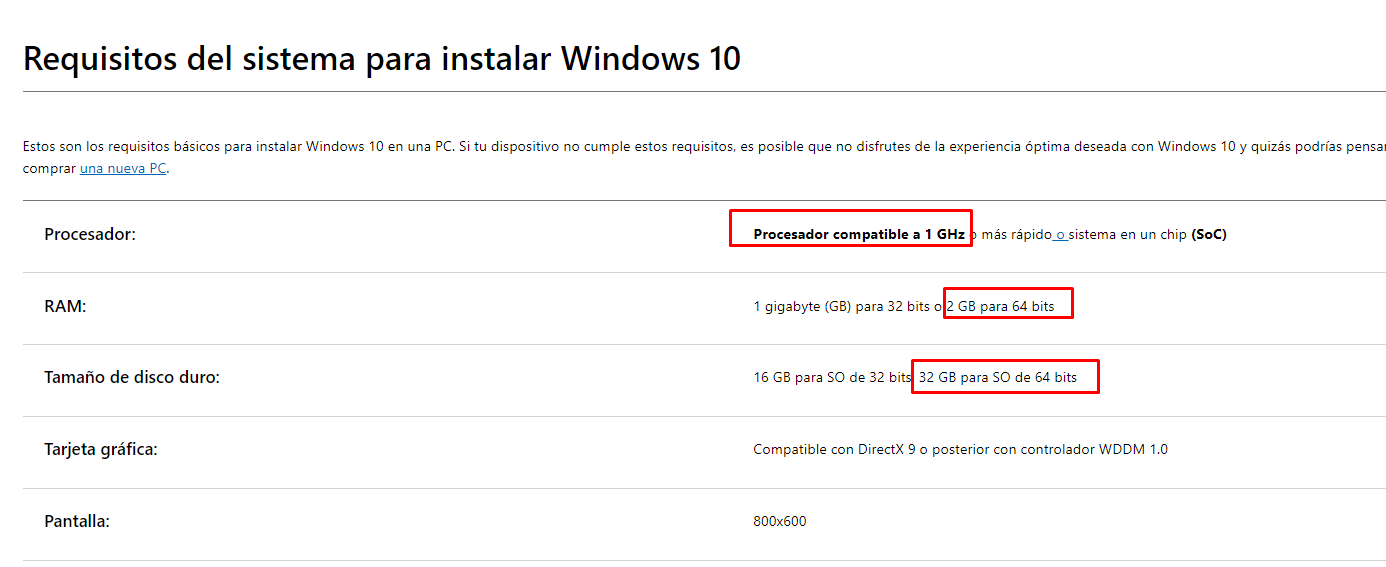 Requisitos del sistema para instalar Windows 10
Estos son los requisitos básicos para instalar Windows 10 en una PC. Si tu dispositivo no cumple estos requisitos, es posible que no disfrutes de la experiencia óptima deseada con Windows 10 y quizás podrías
comprar una nueva PC.
Procesador: Procesador compatible a 1 GHz o más rápido o sistema en un chip (SoC)
RAM: 1 gigabyte (GB) para 32 bits o 2 GB para 64 bits
Tamaño de disco duro: 16 GB para SO de 32 bits 32 GB para SO de 64 bits
Tarjeta gráfica: Compatible con DirectX 9 o posterior con controlador WDDM 1.0
Pantalla: 800x600